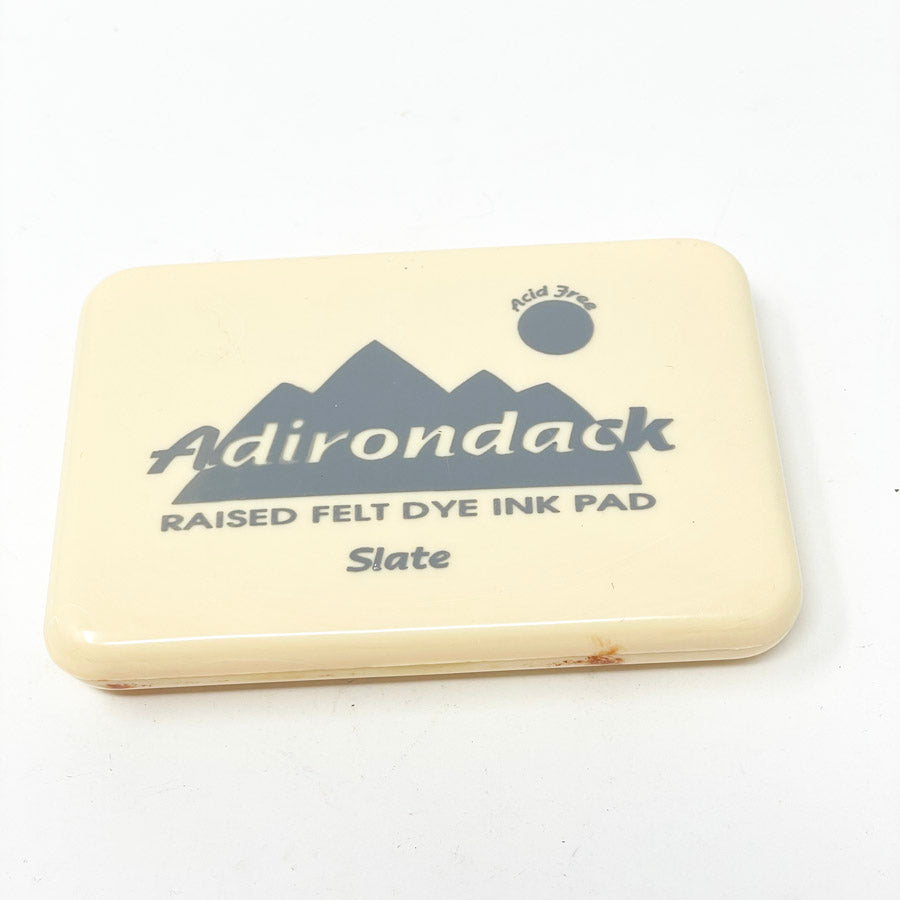 Acid Free
Adirondack
RAISED FELT DYE INK PAD
Slate